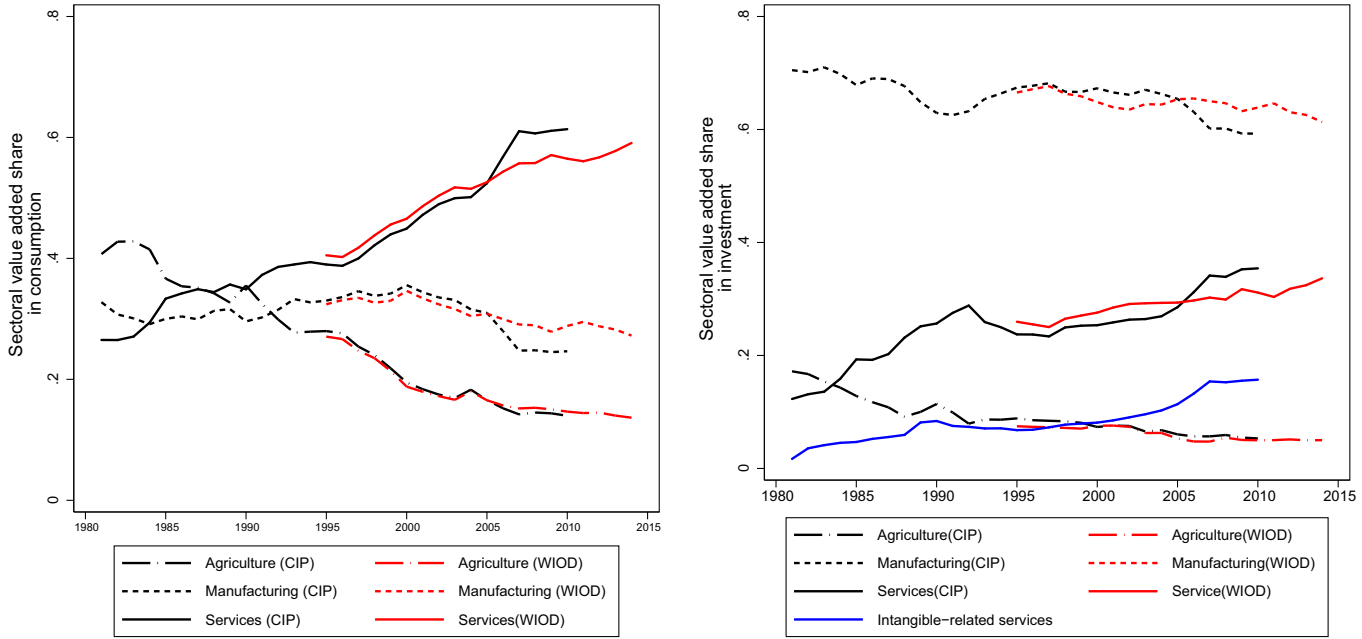 Sectoral value added share
in consumption
.8
.6
.4
.2
0
1980 1985 1990 1995 2000 2005 2010 2015
Agriculture (CIP) Agriculture (WIOD)
Manufacturing (CIP) Manufacturing (WIOD)
Services (CIP) Services(WIOD)
Sectoral value added share
in investment
.8
.6
.4
.2
0
1980 1985 1990 1995 2000 2005 2010 2015
Agriculture(CIP) Agriculture(WIOD)
Manufacturing(CIP) Manufacturing(WIOD)
Services(CIP) Service(WIOD)
Intangible−related services